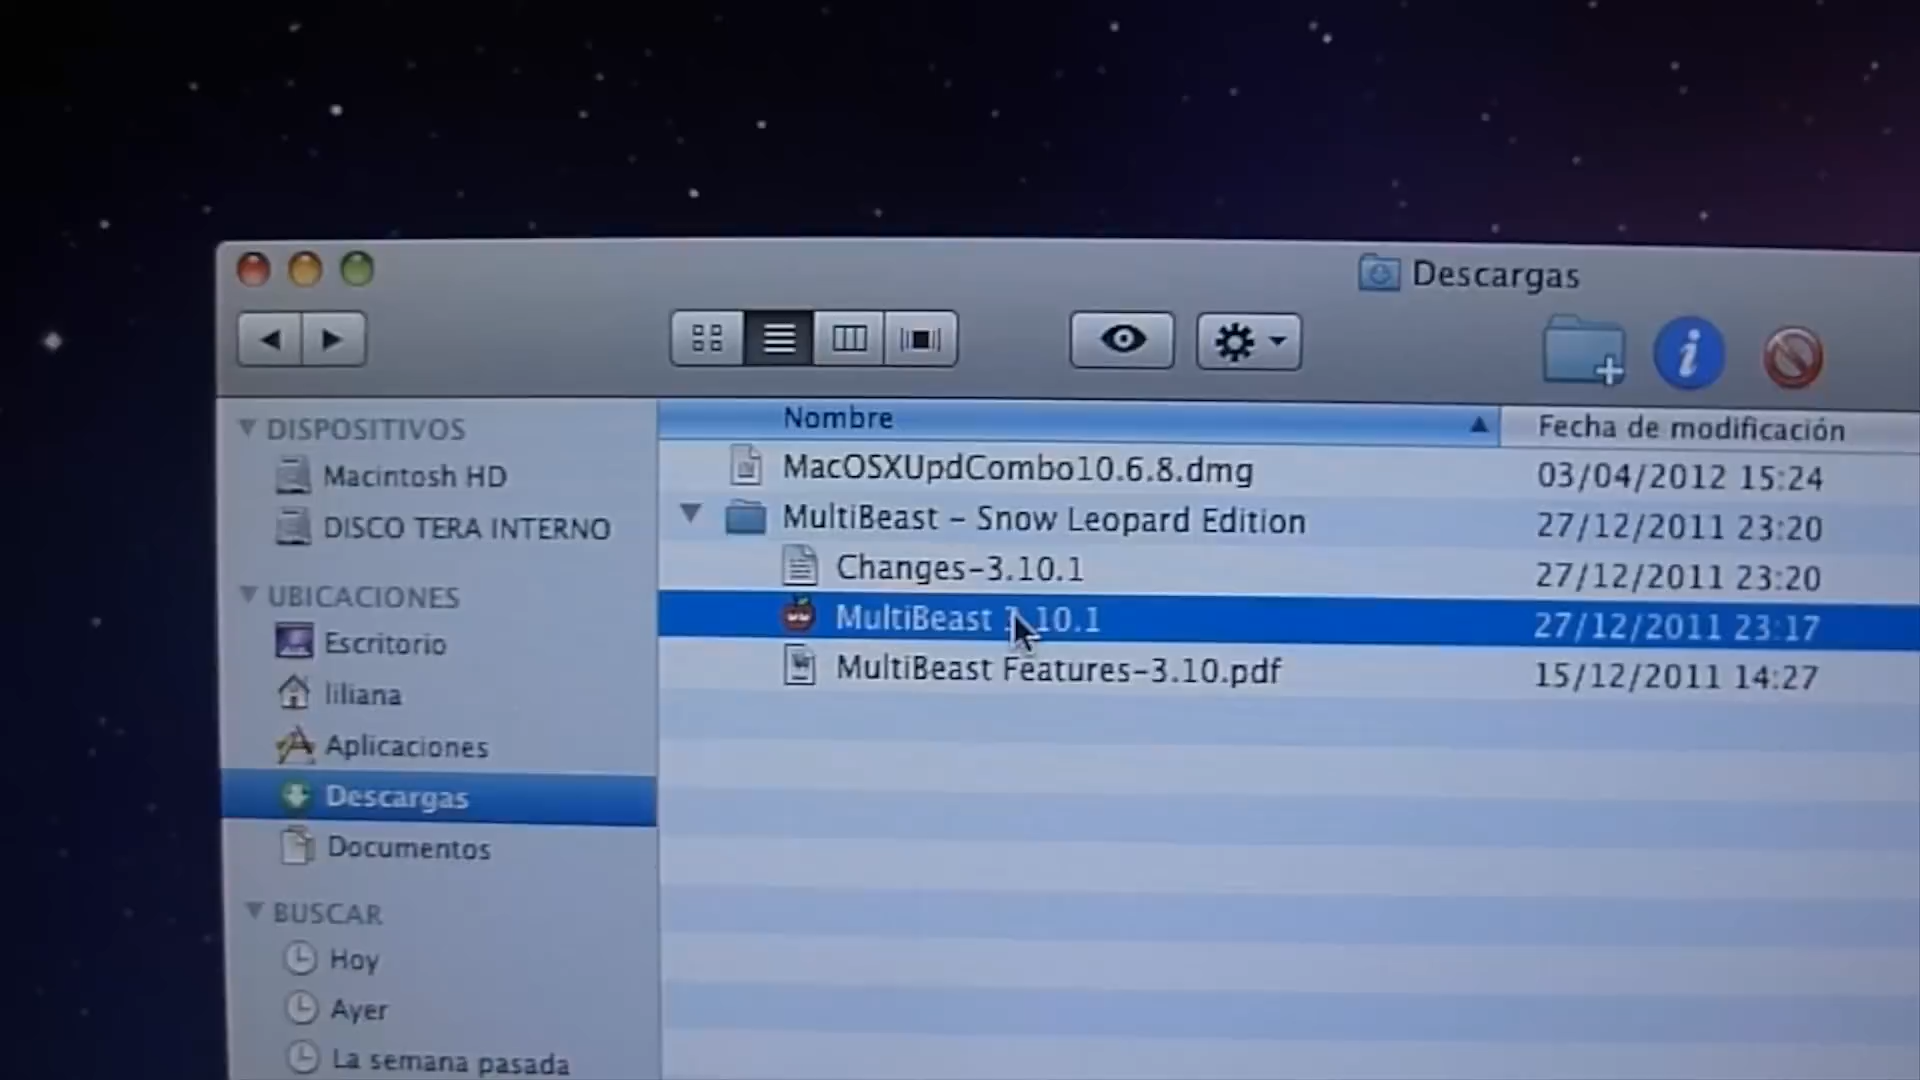 Descargas
DISPOSITIVOS
Macintosh HD
DISCO TERA INTERNO
UBICACIONES
Escritorio
liliana
Aplicaciones
Descargas
Documentos
BUSCAR
Hoy
Ayer
La semana pasada
Nombre Fecha de modificación
MacOSXUpdCombo10.6.8.dmg 03/04/2012 15:24
MultiBeast – Snow Leopard Edition 27/12/2011 23:20
Changes-3.10.1 27/12/2011 23:20
MultiBeast 3.10.1 27/12/2011 23:17
MultiBeast Features-3.10.pdf 15/12/2011 14:27